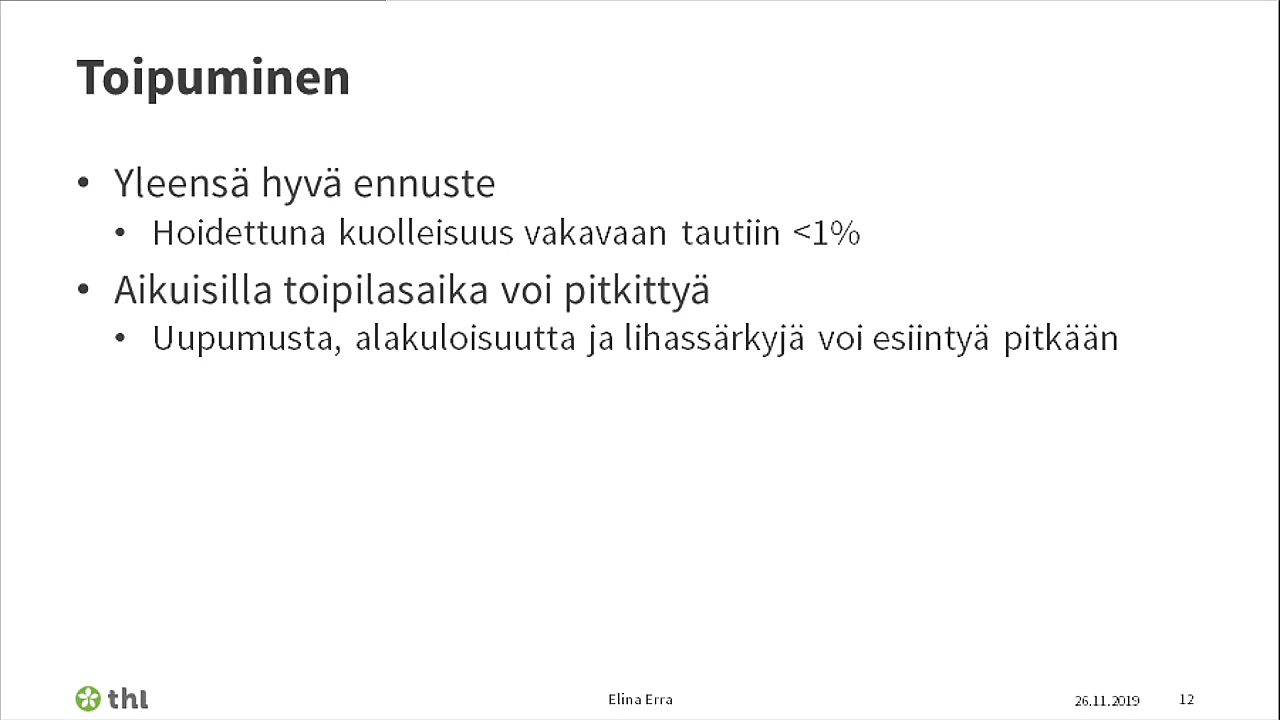 Toipuminen
• Yleensä hyvä ennuste
• Hoidettuna kuolleisuus vakavaan tautiin <1%
• Aikuisilla toipilasaika voi pitkittyä
• Uupumusta, alakuloisuutta ja lihassärkyjä voi esiintyä pitkään
thl
Elina Erra
26.11.2019
12